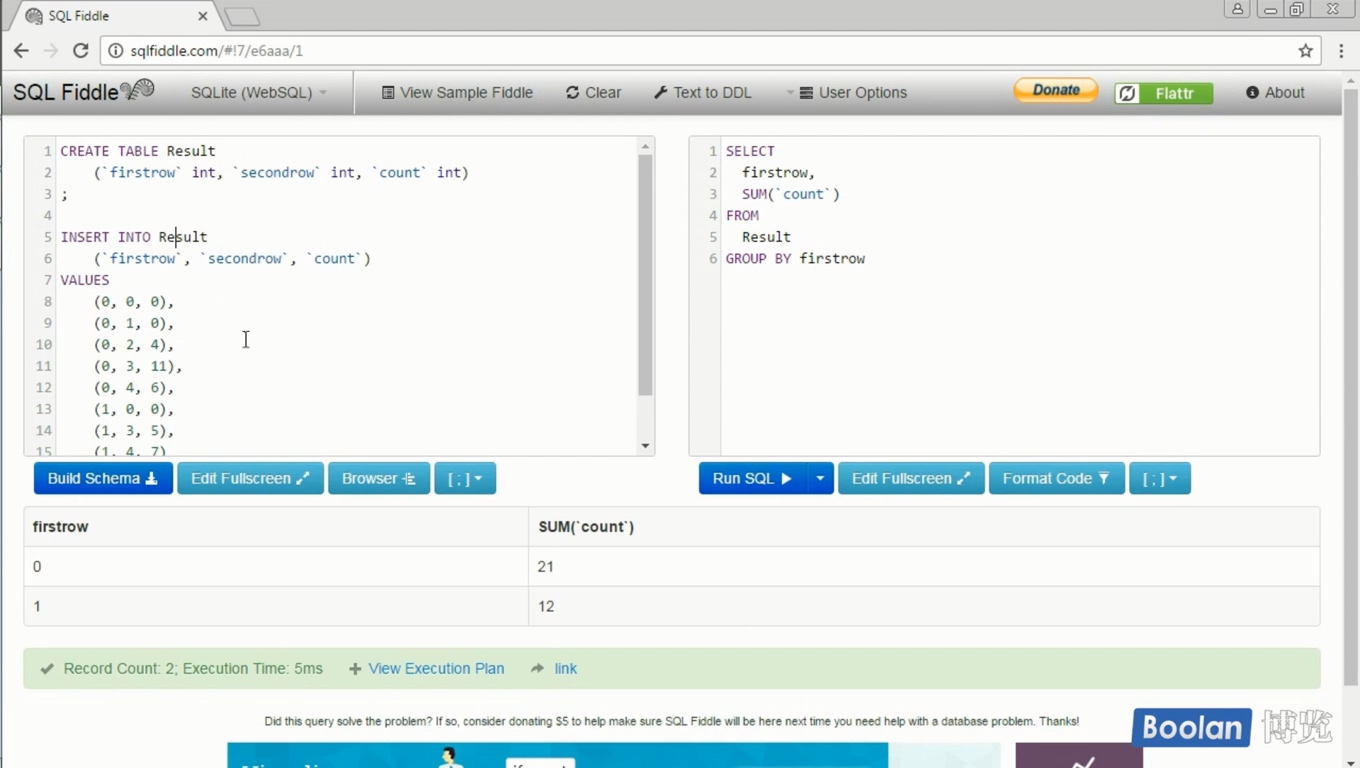 SQL Fiddle
sqlfiddle.com/#!7/e6aaa/1
SQL Fiddle SQLite (WebSQL) View Sample Fiddle Clear Text to DDL User Options Donate Flattr About
1 CREATE TABLE Result
2 (`firstrow` int, `secondrow` int, `count` int)
3 ;
4
5 INSERT INTO Result
6 (`firstrow`, `secondrow`, `count`)
7 VALUES
8 (0, 0, 0),
9 (0, 1, 0),
10 (0, 2, 4),
11 (0, 3, 11),
12 (0, 4, 6),
13 (1, 0, 0),
14 (1, 3, 5),
15 (1, 4, 7)
1 SELECT
2 firstrow,
3 SUM(`count`)
4 FROM
5 Result
6 GROUP BY firstrow
Build Schema Edit Fullscreen Browser [ ; ]
Run SQL Edit Fullscreen Format Code [ ; ]
firstrow SUM(`count`)
0 21
1 12
Record Count: 2; Execution Time: 5ms View Execution Plan link
Did this query solve the problem? If so, consider donating $5 to help make sure SQL Fiddle will be here next time you need help with a database problem. Thanks!
Boolan 博览